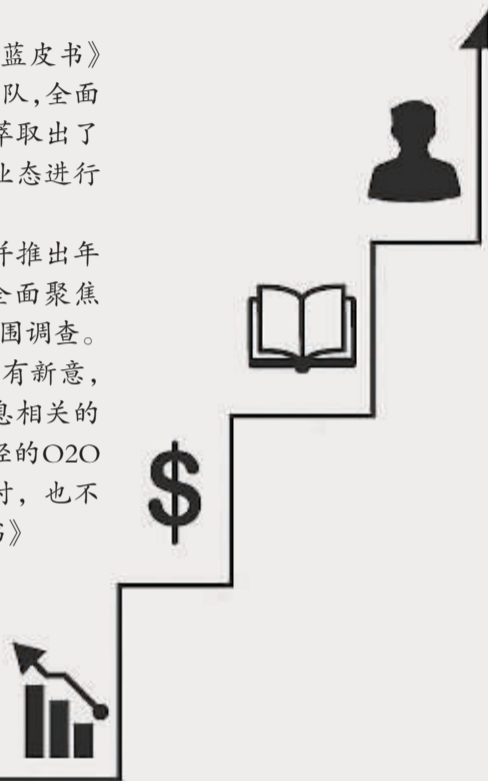 蓝皮书》
队,全面
萃取出了
业态进行
推出年
全面聚焦
围调查。
有新意,
息相关的
的O2O
时，也不
》
$